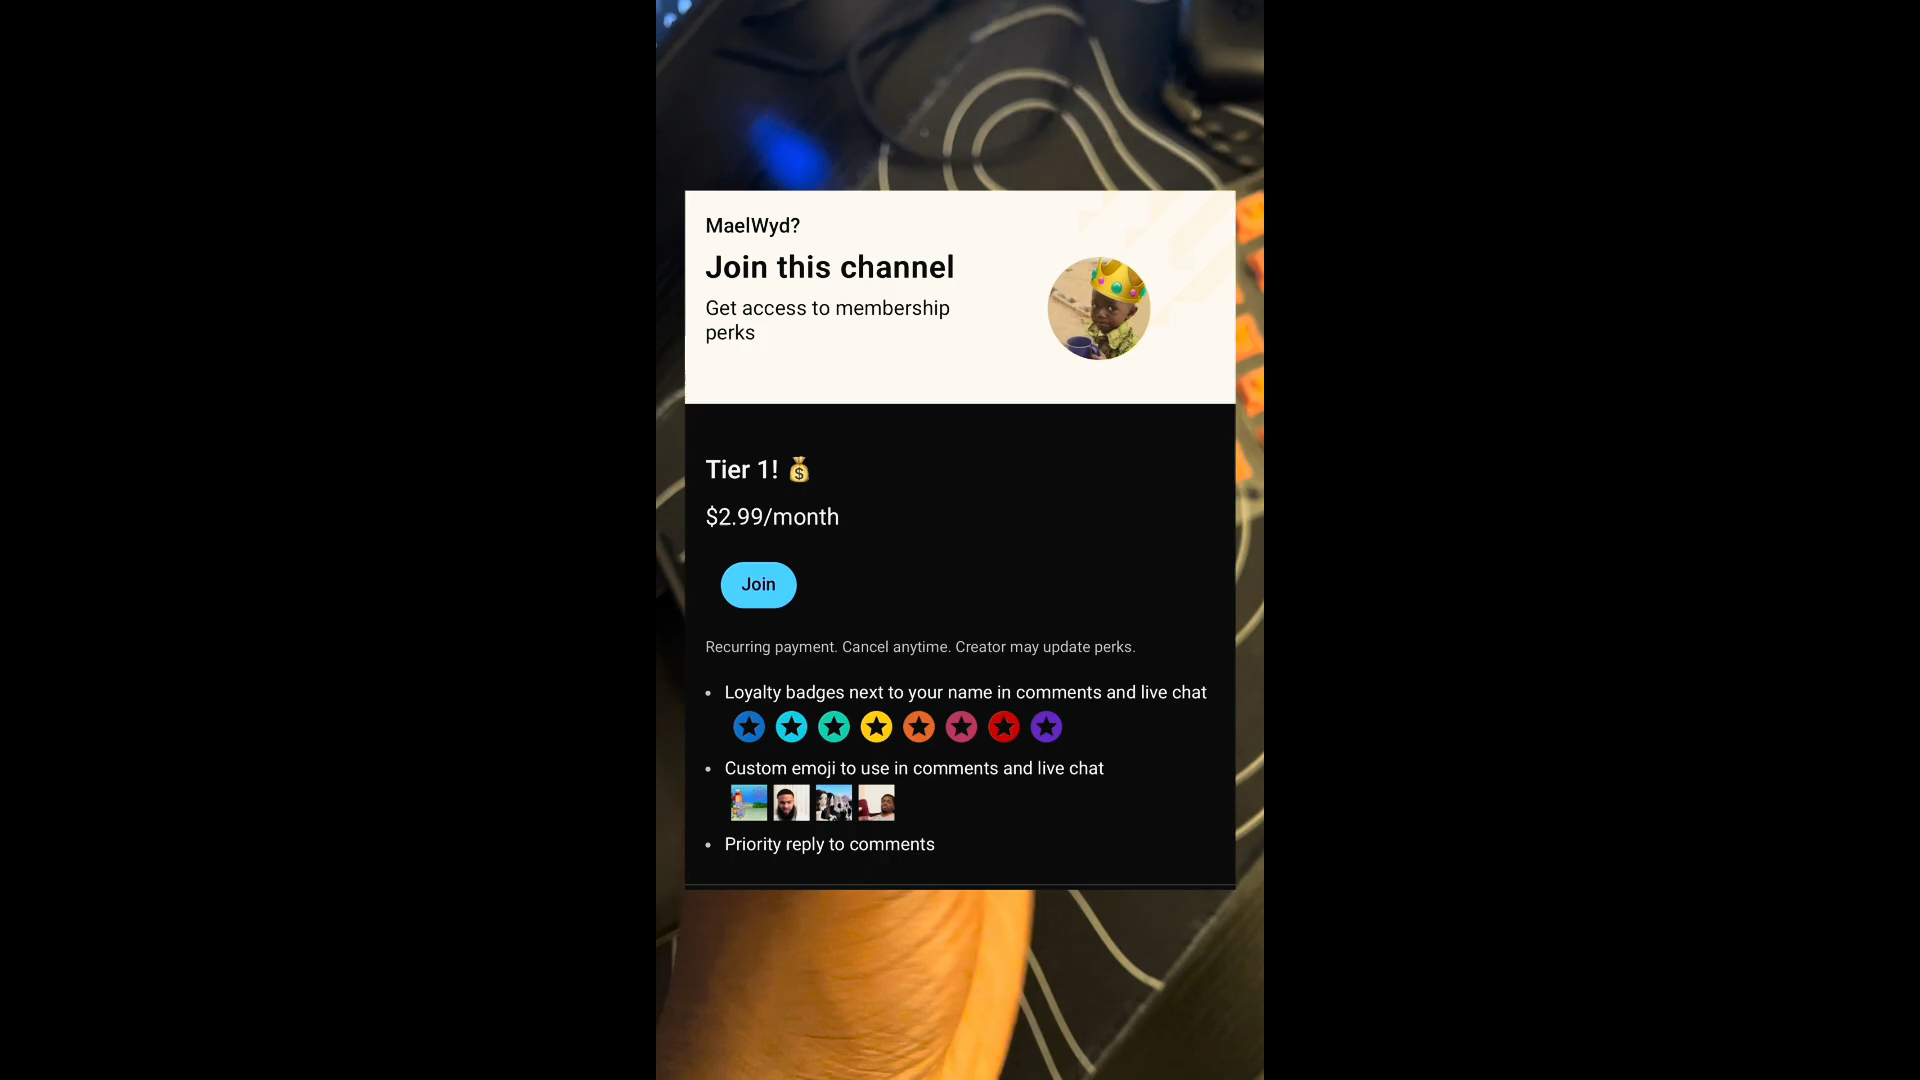 MaelWyd?
Join this channel
Get access to membership
perks
Tier 1! 💰
$2.99/month
Join
Recurring payment. Cancel anytime. Creator may update perks.
• Loyalty badges next to your name in comments and live chat
• Custom emoji to use in comments and live chat
• Priority reply to comments